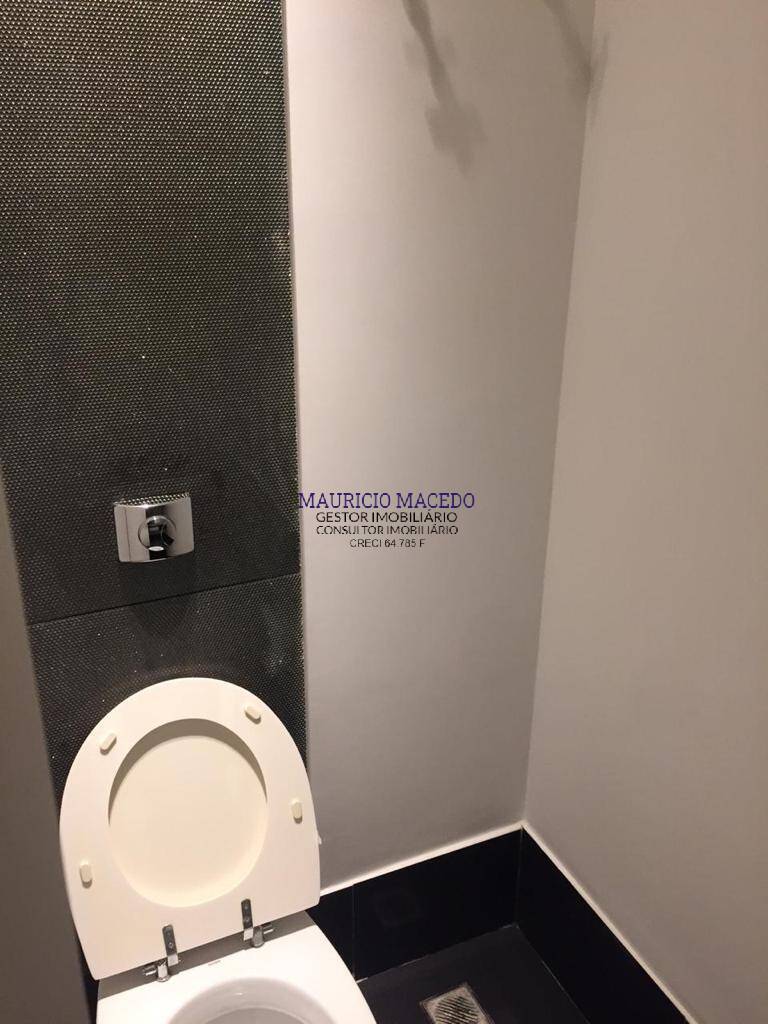 MAURICIO MACEDO
GESTOR IMOBILIÁRIO
CONSULTOR IMOBILIÁRIO
CRECI 64.785 F